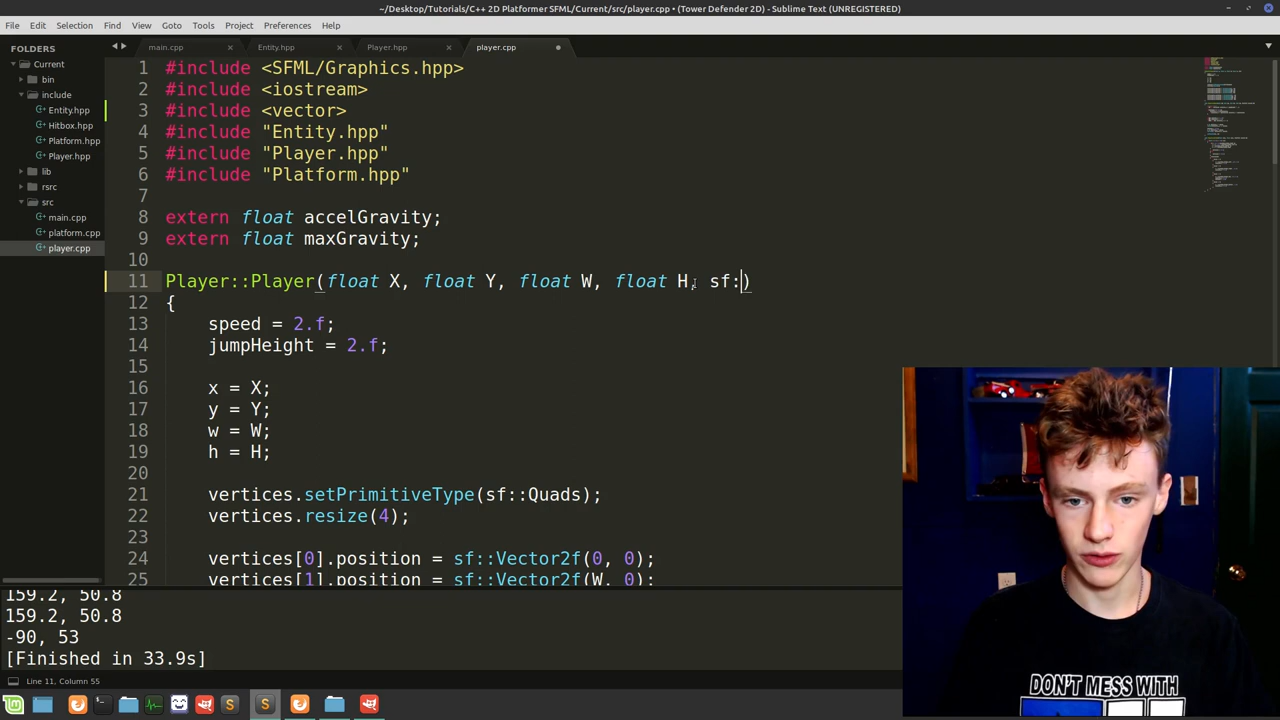 ~/Desktop/Tutorials/C++ 2D Platformer SFML/Current/src/player.cpp • (Tower Defender 2D) - Sublime Text (UNREGISTERED)
File Edit Selection Find View Goto Tools Project Preferences Help
FOLDERS
Current
bin
include
Entity.hpp
Hitbox.hpp
Platform.hpp
Player.hpp
lib
rsrc
src
main.cpp
platform.cpp
player.cpp
main.cpp Entity.hpp Player.hpp player.cpp
1 #include <SFML/Graphics.hpp>
2 #include <iostream>
3 #include <vector>
4 #include "Entity.hpp"
5 #include "Player.hpp"
6 #include "Platform.hpp"
7
8 extern float accelGravity;
9 extern float maxGravity;
10
11 Player::Player(float X, float Y, float W, float H, sf:)
12 {
13 speed = 2.f;
14 jumpHeight = 2.f;
15
16 x = X;
17 y = Y;
18 w = W;
19 h = H;
20
21 vertices.setPrimitiveType(sf::Quads);
22 vertices.resize(4);
23
24 vertices[0].position = sf::Vector2f(0, 0);
25 vertices[1].position = sf::Vector2f(W, 0);
159.2, 50.8
159.2, 50.8
-90, 53
[Finished in 33.9s]
Line 11, Column 55
DON'T MESS WITH